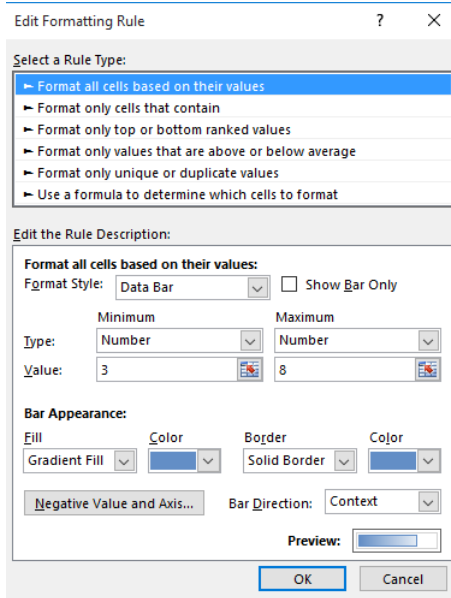 Edit Formatting Rule ? ×
Select a Rule Type:
► Format all cells based on their values
► Format only cells that contain
► Format only top or bottom ranked values
► Format only values that are above or below average
► Format only unique or duplicate values
► Use a formula to determine which cells to format
Edit the Rule Description:
Format all cells based on their values:
Format Style: Data Bar Show Bar Only
Minimum Maximum
Type: Number Number
Value: 3 8
Bar Appearance:
Fill Color Border Color
Gradient Fill Solid Border
Negative Value and Axis... Bar Direction: Context
Preview:
OK Cancel